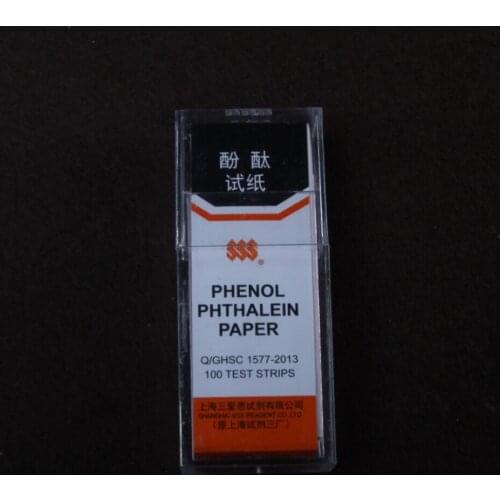 酚酞
试纸
SSS®
PHENOL
PHTHALEIN
PAPER
Q/GHSC 1577-2013
100 TEST STRIPS
上海三爱思试剂有限公司
SHANGHAI SSS REAGENT CO.,LTD
(原上海试剂三厂)